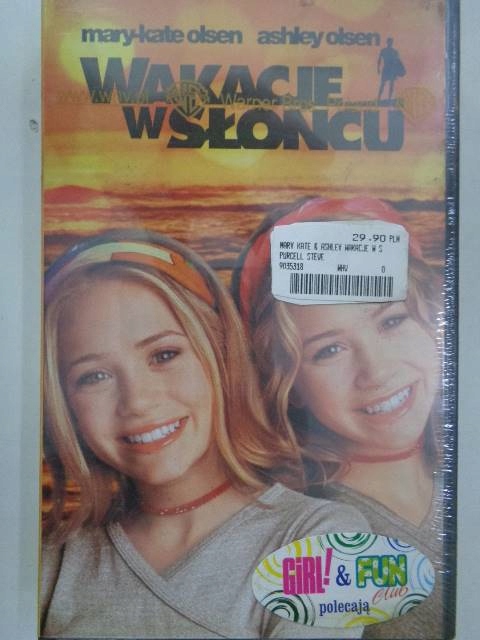 mary-kate olsen ashley olsen
WAKACJE
W SŁOŃCU
29.90 PLN
MARY KATE & ASHLEY WAKACJE W S
PURCELL STEVE
9035318 WHV 0
GIRL! & FUN
Club
polecają